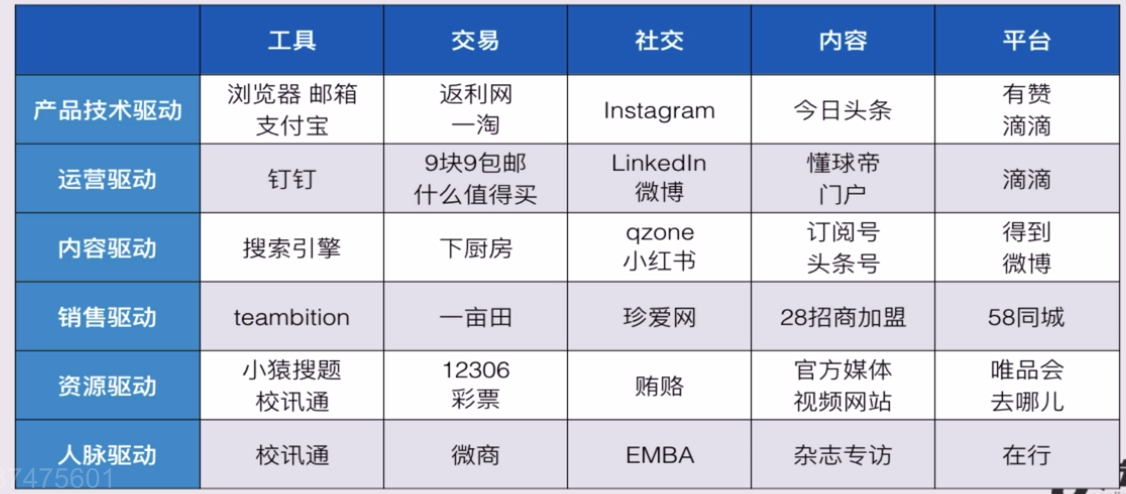 工具 交易 社交 内容 平台
产品技术驱动 浏览器 邮箱 支付宝 返利网 一淘 Instagram 今日头条 有赞 滴滴
运营驱动 钉钉 9块9包邮 什么值得买 LinkedIn 微博 懂球帝 门户 滴滴
内容驱动 搜索引擎 下厨房 qzone 小红书 订阅号 头条号 得到 微博
销售驱动 teambition 一亩田 珍爱网 28招商加盟 58同城
资源驱动 小猿搜题 校讯通 12306 彩票 贿赂 官方媒体 视频网站 唯品会 去哪儿
人脉驱动 校讯通 微商 EMBA 杂志专访 在行
37475601